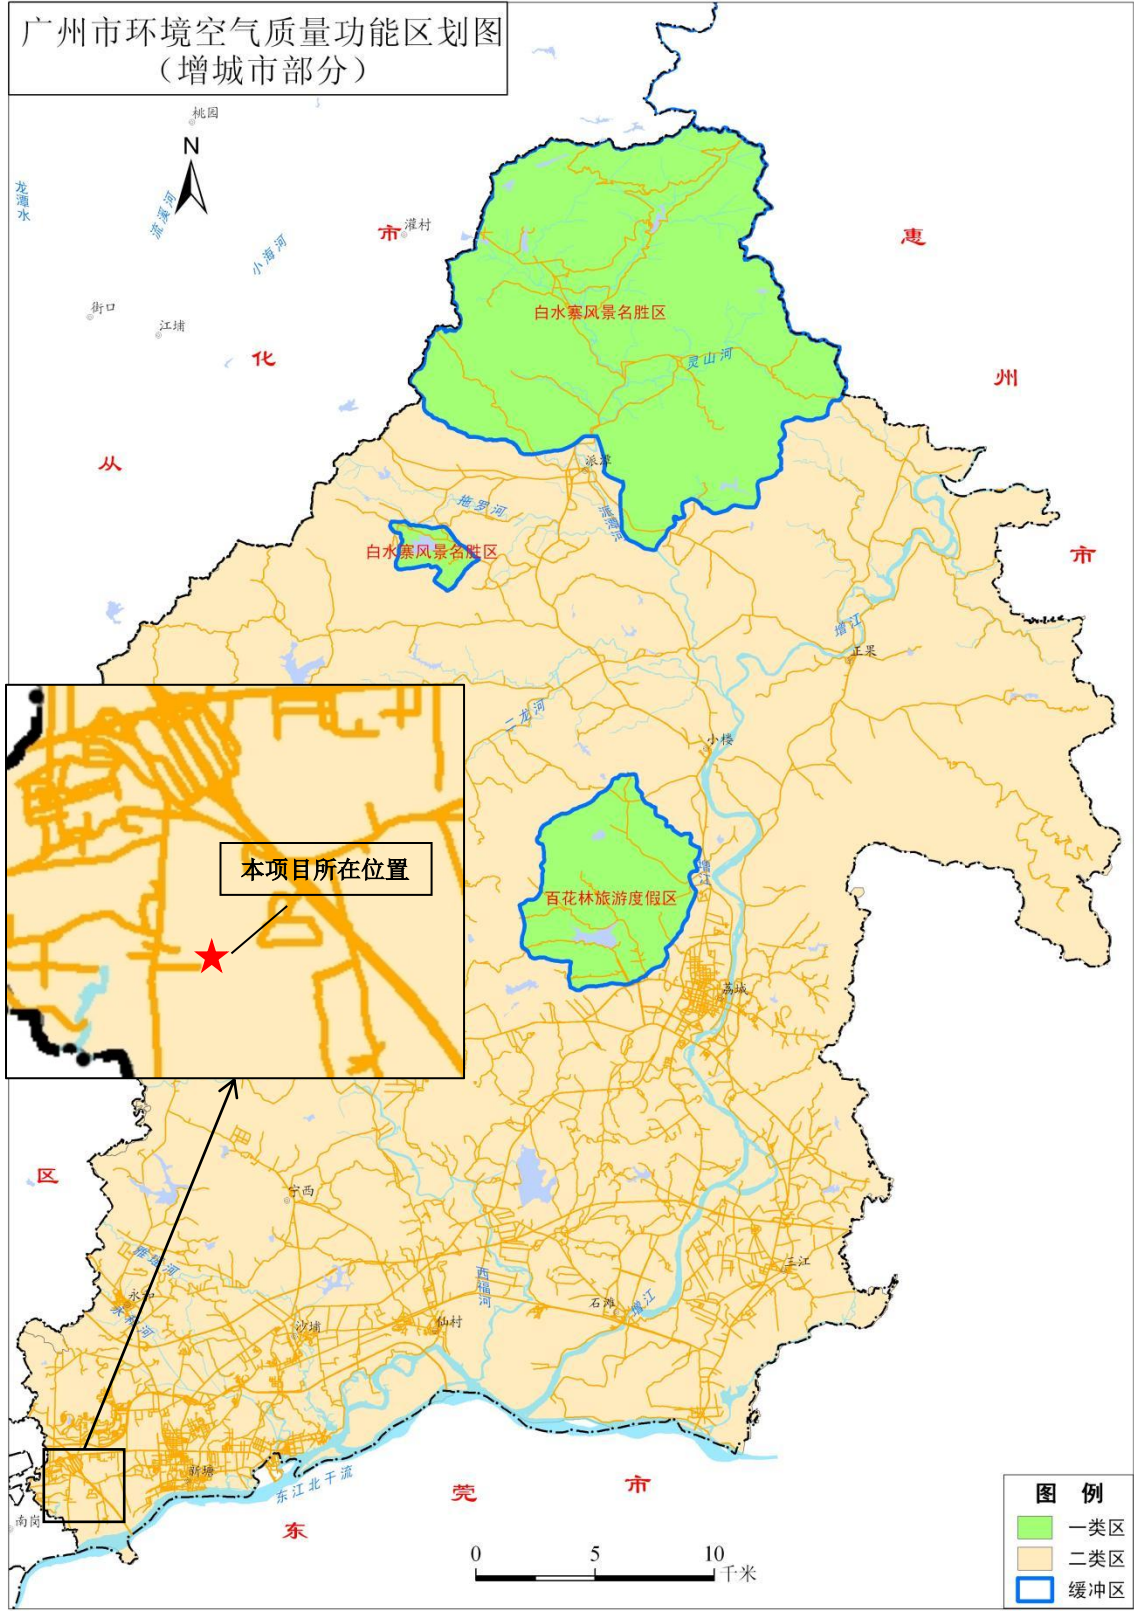 广州市环境空气质量功能区划图
（增城市部分）
桃园
N
龙潭水
流溪河
小海河
市
灌村
惠
街口
江埔
白水寨风景名胜区
化
灵山河
州
从
派潭
拖罗河
派潭河
白水寨风景名胜区
市
增江
正果
二龙河
小楼
本项目所在位置
增江
百花林旅游度假区
荔城
区
宁西
雅瑶河
西福河
三江
永和
永和河
石滩
增江
沙埔
仙村
新塘
东江北干流
莞
市
南岗
东
图 例
一类区
二类区
缓冲区
0 5 10
千米